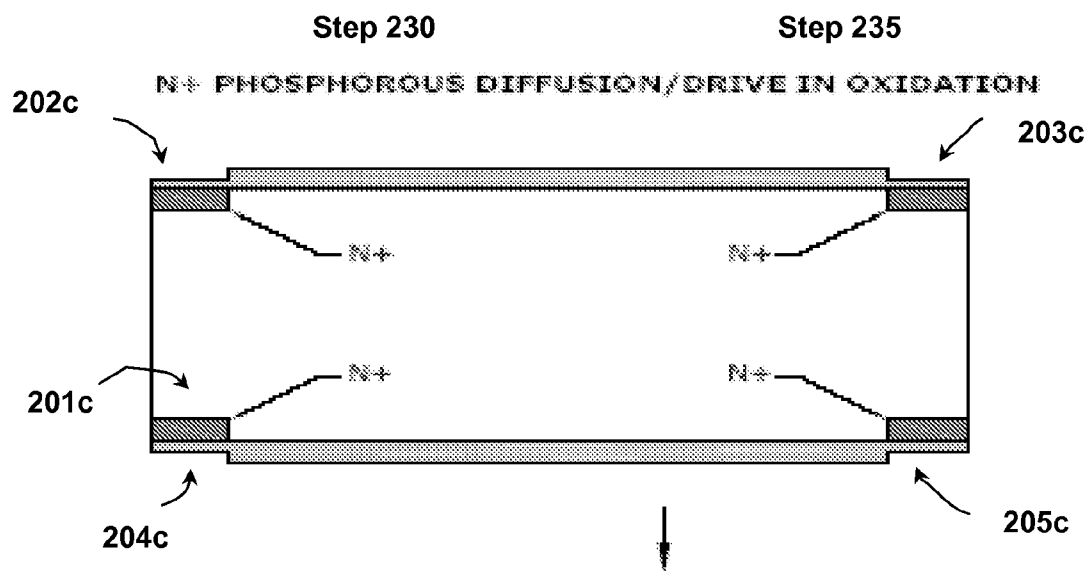 Step 230 Step 235
N+ PHOSPHOROUS DIFFUSION/DRIVE IN OXIDATION
202c 203c
N+ N+
N+ N+
201c
204c 205c